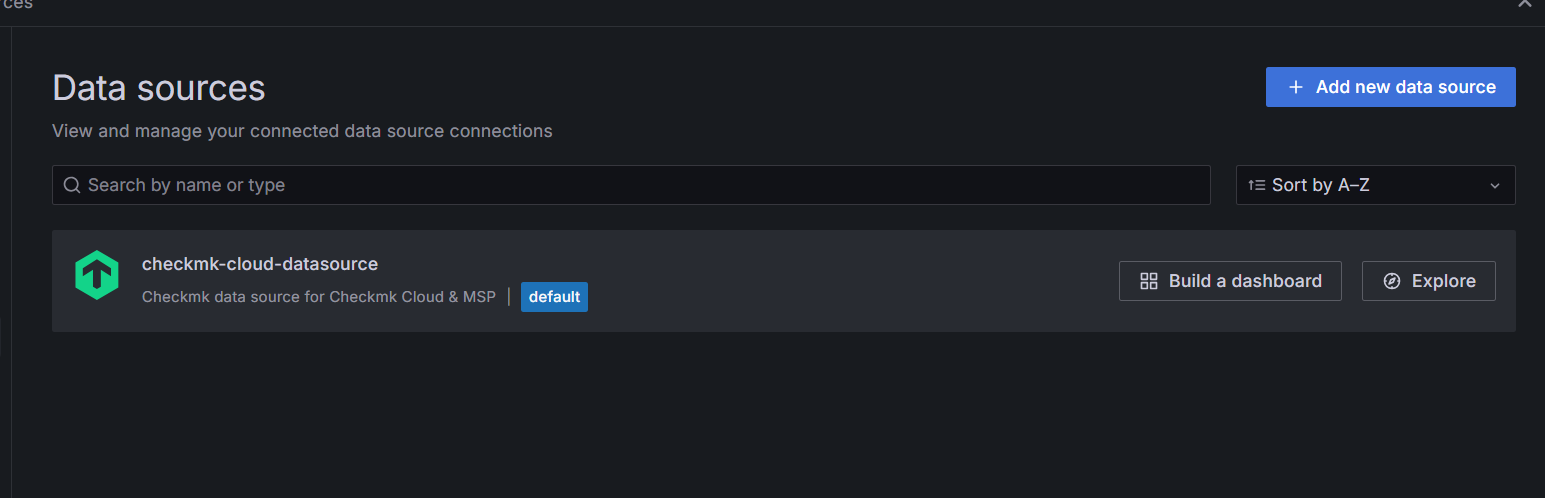 rces
Data sources
Add new data source
View and manage your connected data source connections
Search by name or type
Sort by A–Z
checkmk-cloud-datasource
Checkmk data source for Checkmk Cloud & MSP | default
Build a dashboard
Explore